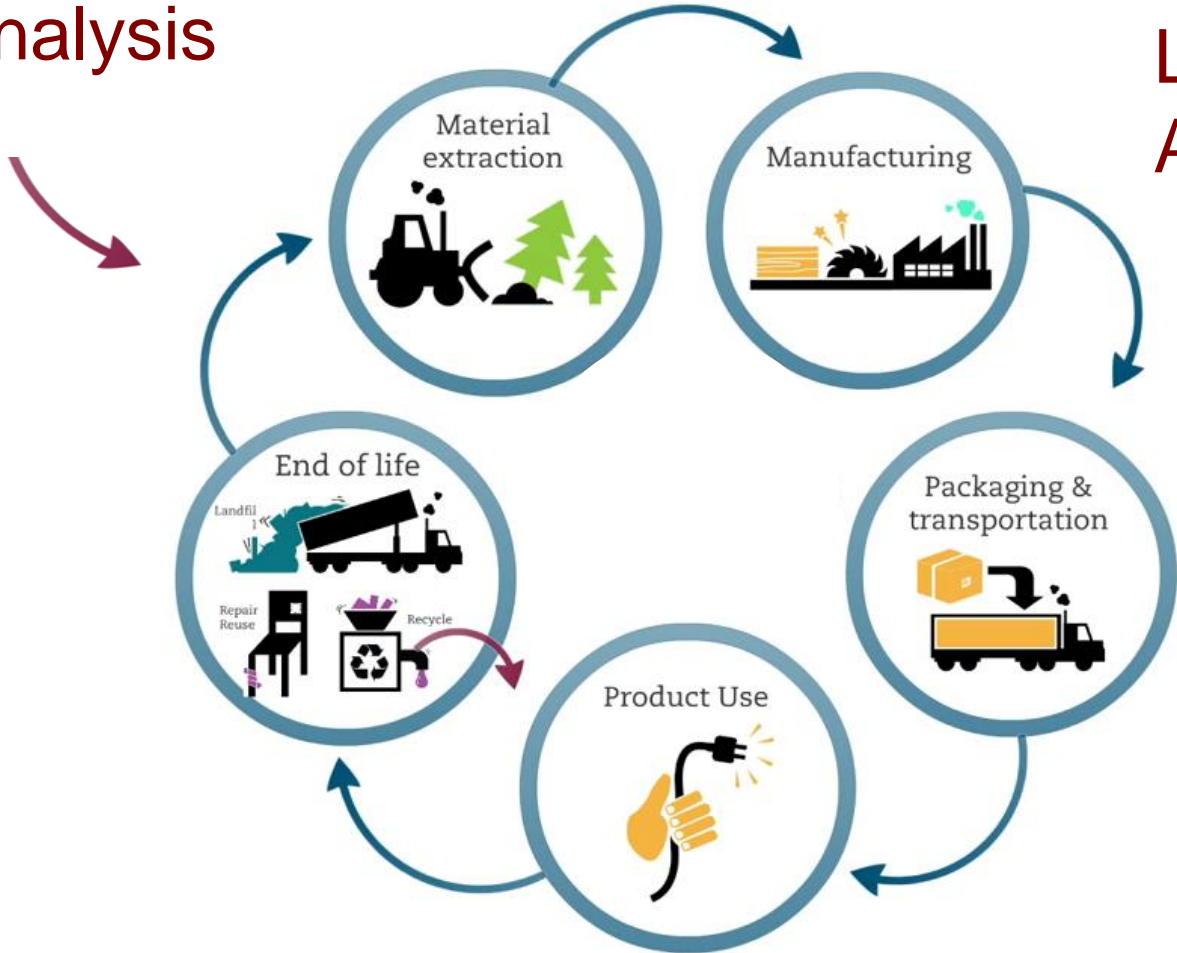 nalysis
L
A
Material
extraction
Manufacturing
Packaging &
transportation
Product Use
End of life
Landfil
Repair
Reuse
Recycle